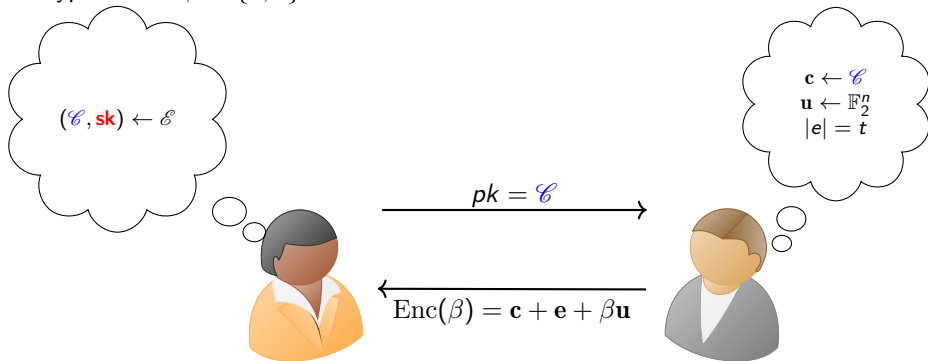 (𝒞, sk) ← ℰ
c ← 𝒞
u ← 𝔽₂ⁿ
|e| = t
pk = 𝒞
Enc(β) = c + e + βu